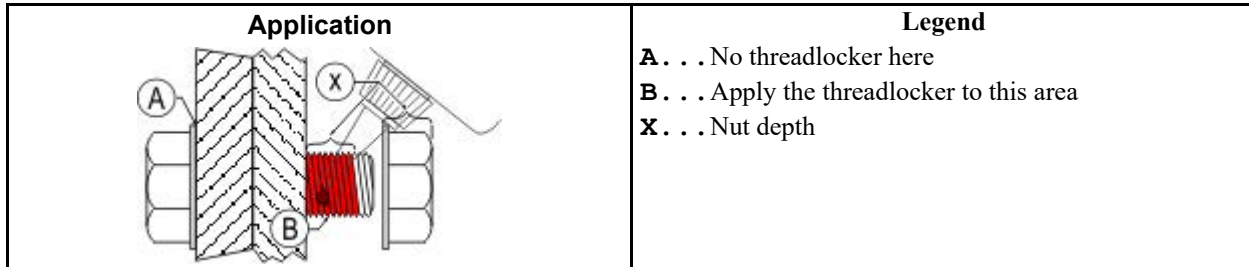 Application
A
X
B
Legend
A...No threadlocker here
B...Apply the threadlocker to this area
X...Nut depth